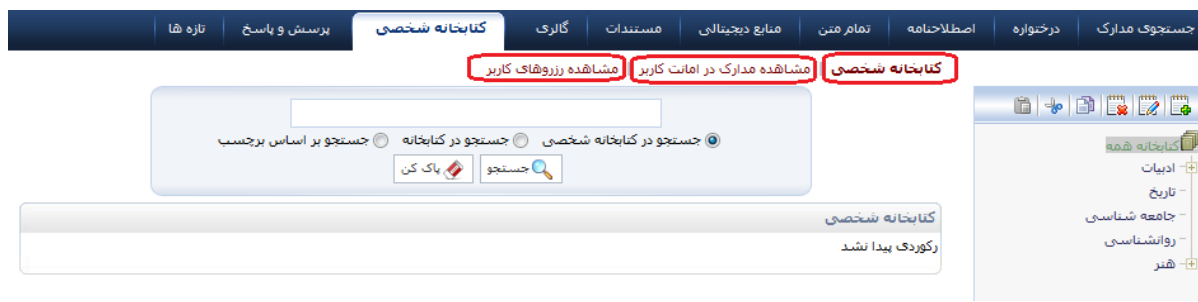 جستجوی مدارک درختواره اصطلاحنامه تمام متن منابع دیجیتالی مستندات گالری کتابخانه شخصی پرسش و پاسخ تازه ها
کتابخانه شخصی مشاهده مدارک در امانت کاربر مشاهده رزروهای کاربر
جستجو در کتابخانه شخصی جستجو در کتابخانه جستجو بر اساس برچسب
جستجو پاک کن
کتابخانه شخصی
رکوردی پیدا نشد
کتابخانه همه
ادبیات
تاریخ
جامعه شناسی
روانشناسی
هنر